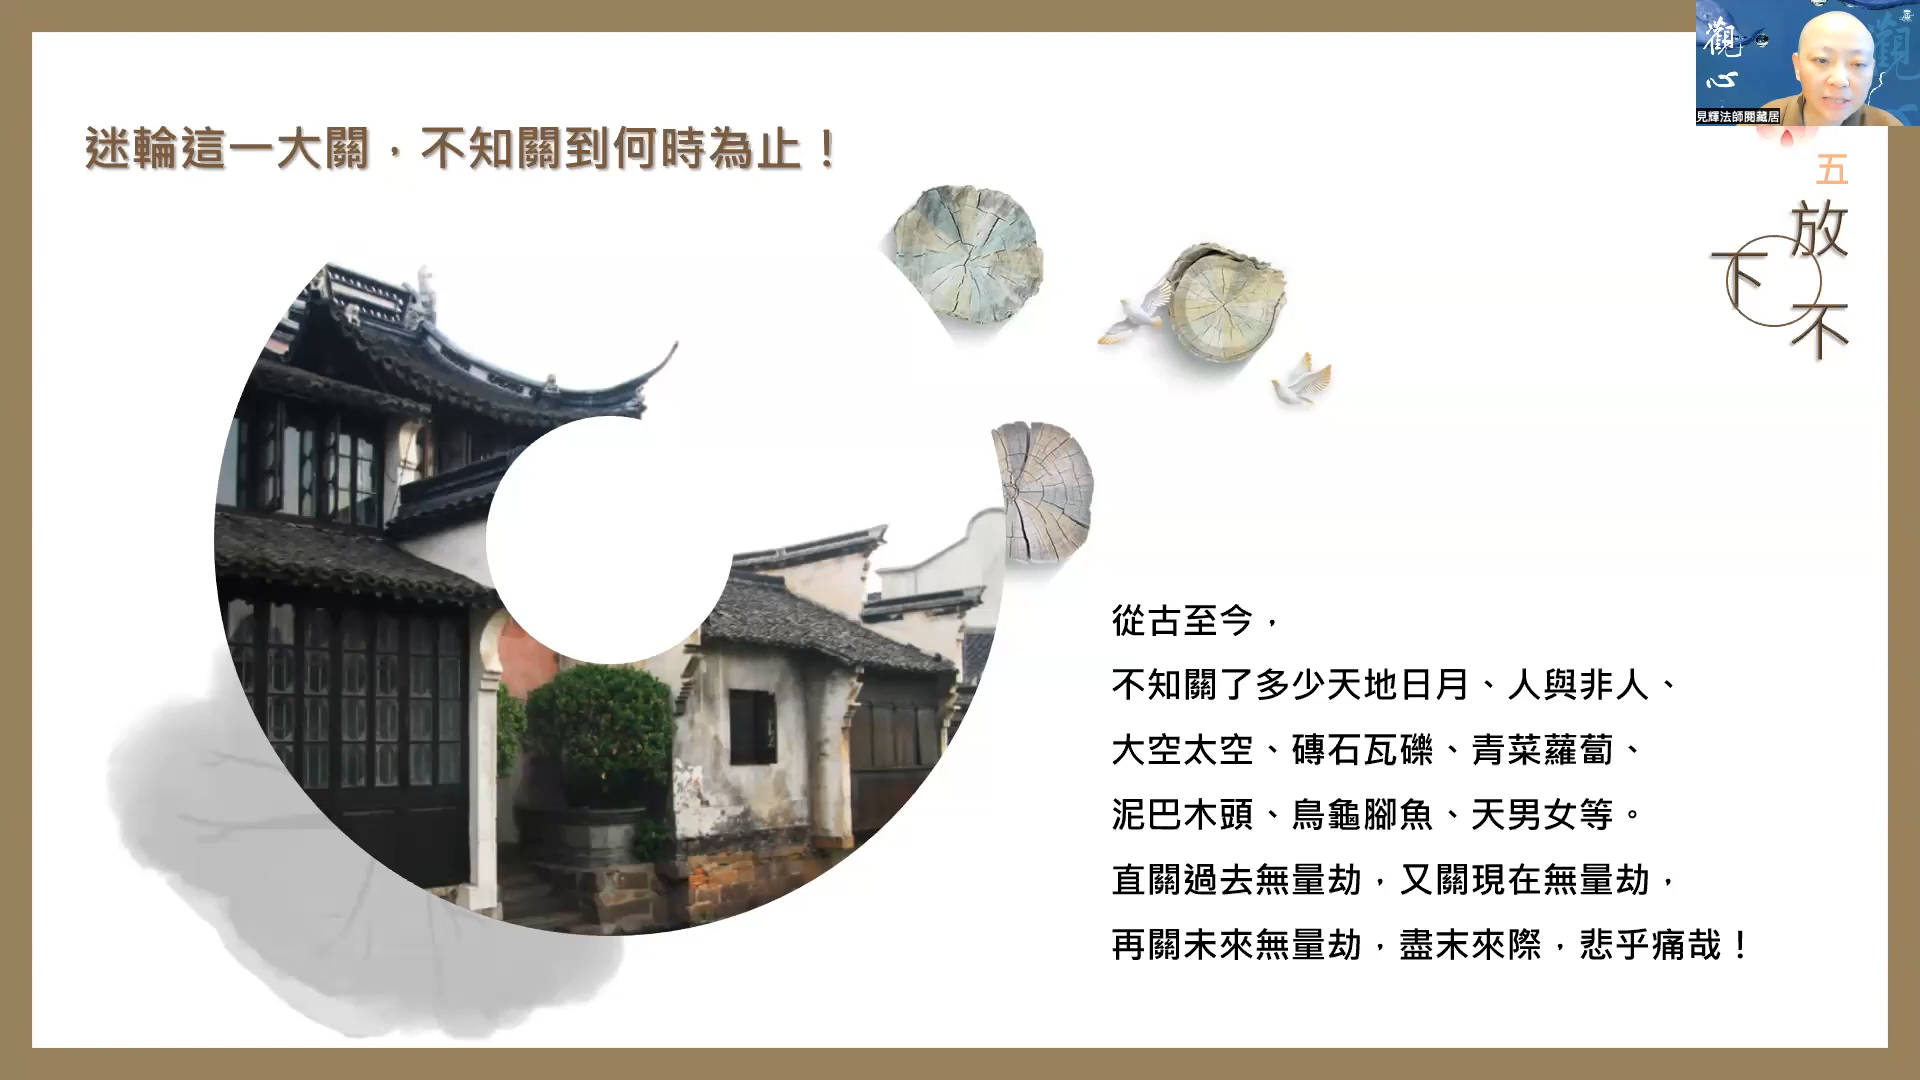 迷輪這一大關，不知關到何時為止！
觀心
見輝法師閱藏居
五
放不下
從古至今，
不知關了多少天地日月、人與非人、
大空太空、磚石瓦礫、青菜蘿蔔、
泥巴木頭、鳥龜腳魚、天男女等。
直關過去無量劫，又關現在無量劫，
再關未來無量劫，盡末來際，悲乎痛哉！